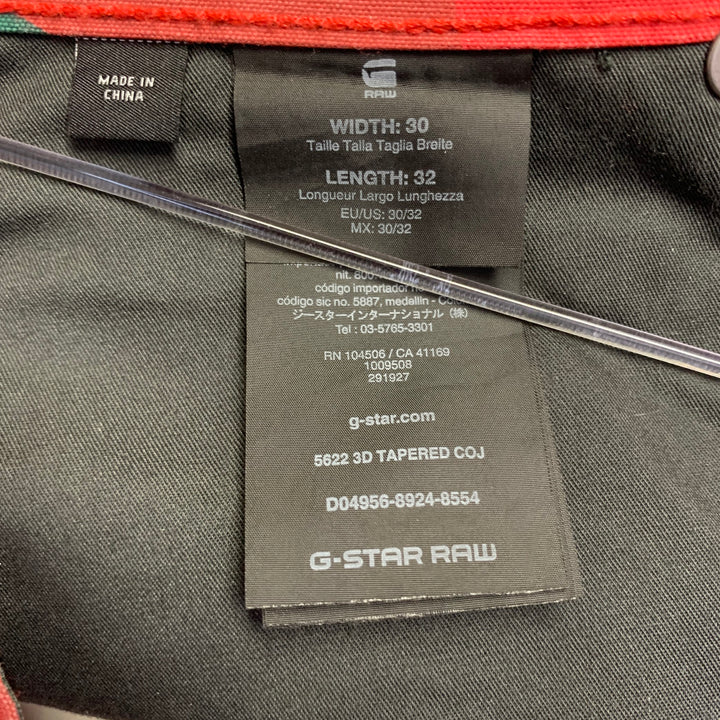 MADE IN
CHINA
RAW
WIDTH: 30
Taille Talla Taglia Breite
LENGTH: 32
Longueur Largo Lunghezza
EU/US: 30/32
MX: 30/32
nit. 800
código importador
código sic no. 5887, medellin -
ジースターインターナショナル (株)
Tel : 03-5765-3301
RN 104506 / CA 41169
1009508
291927
g-star.com
5622 3D TAPERED COJ
D04956-8924-8554
G-STAR RAW